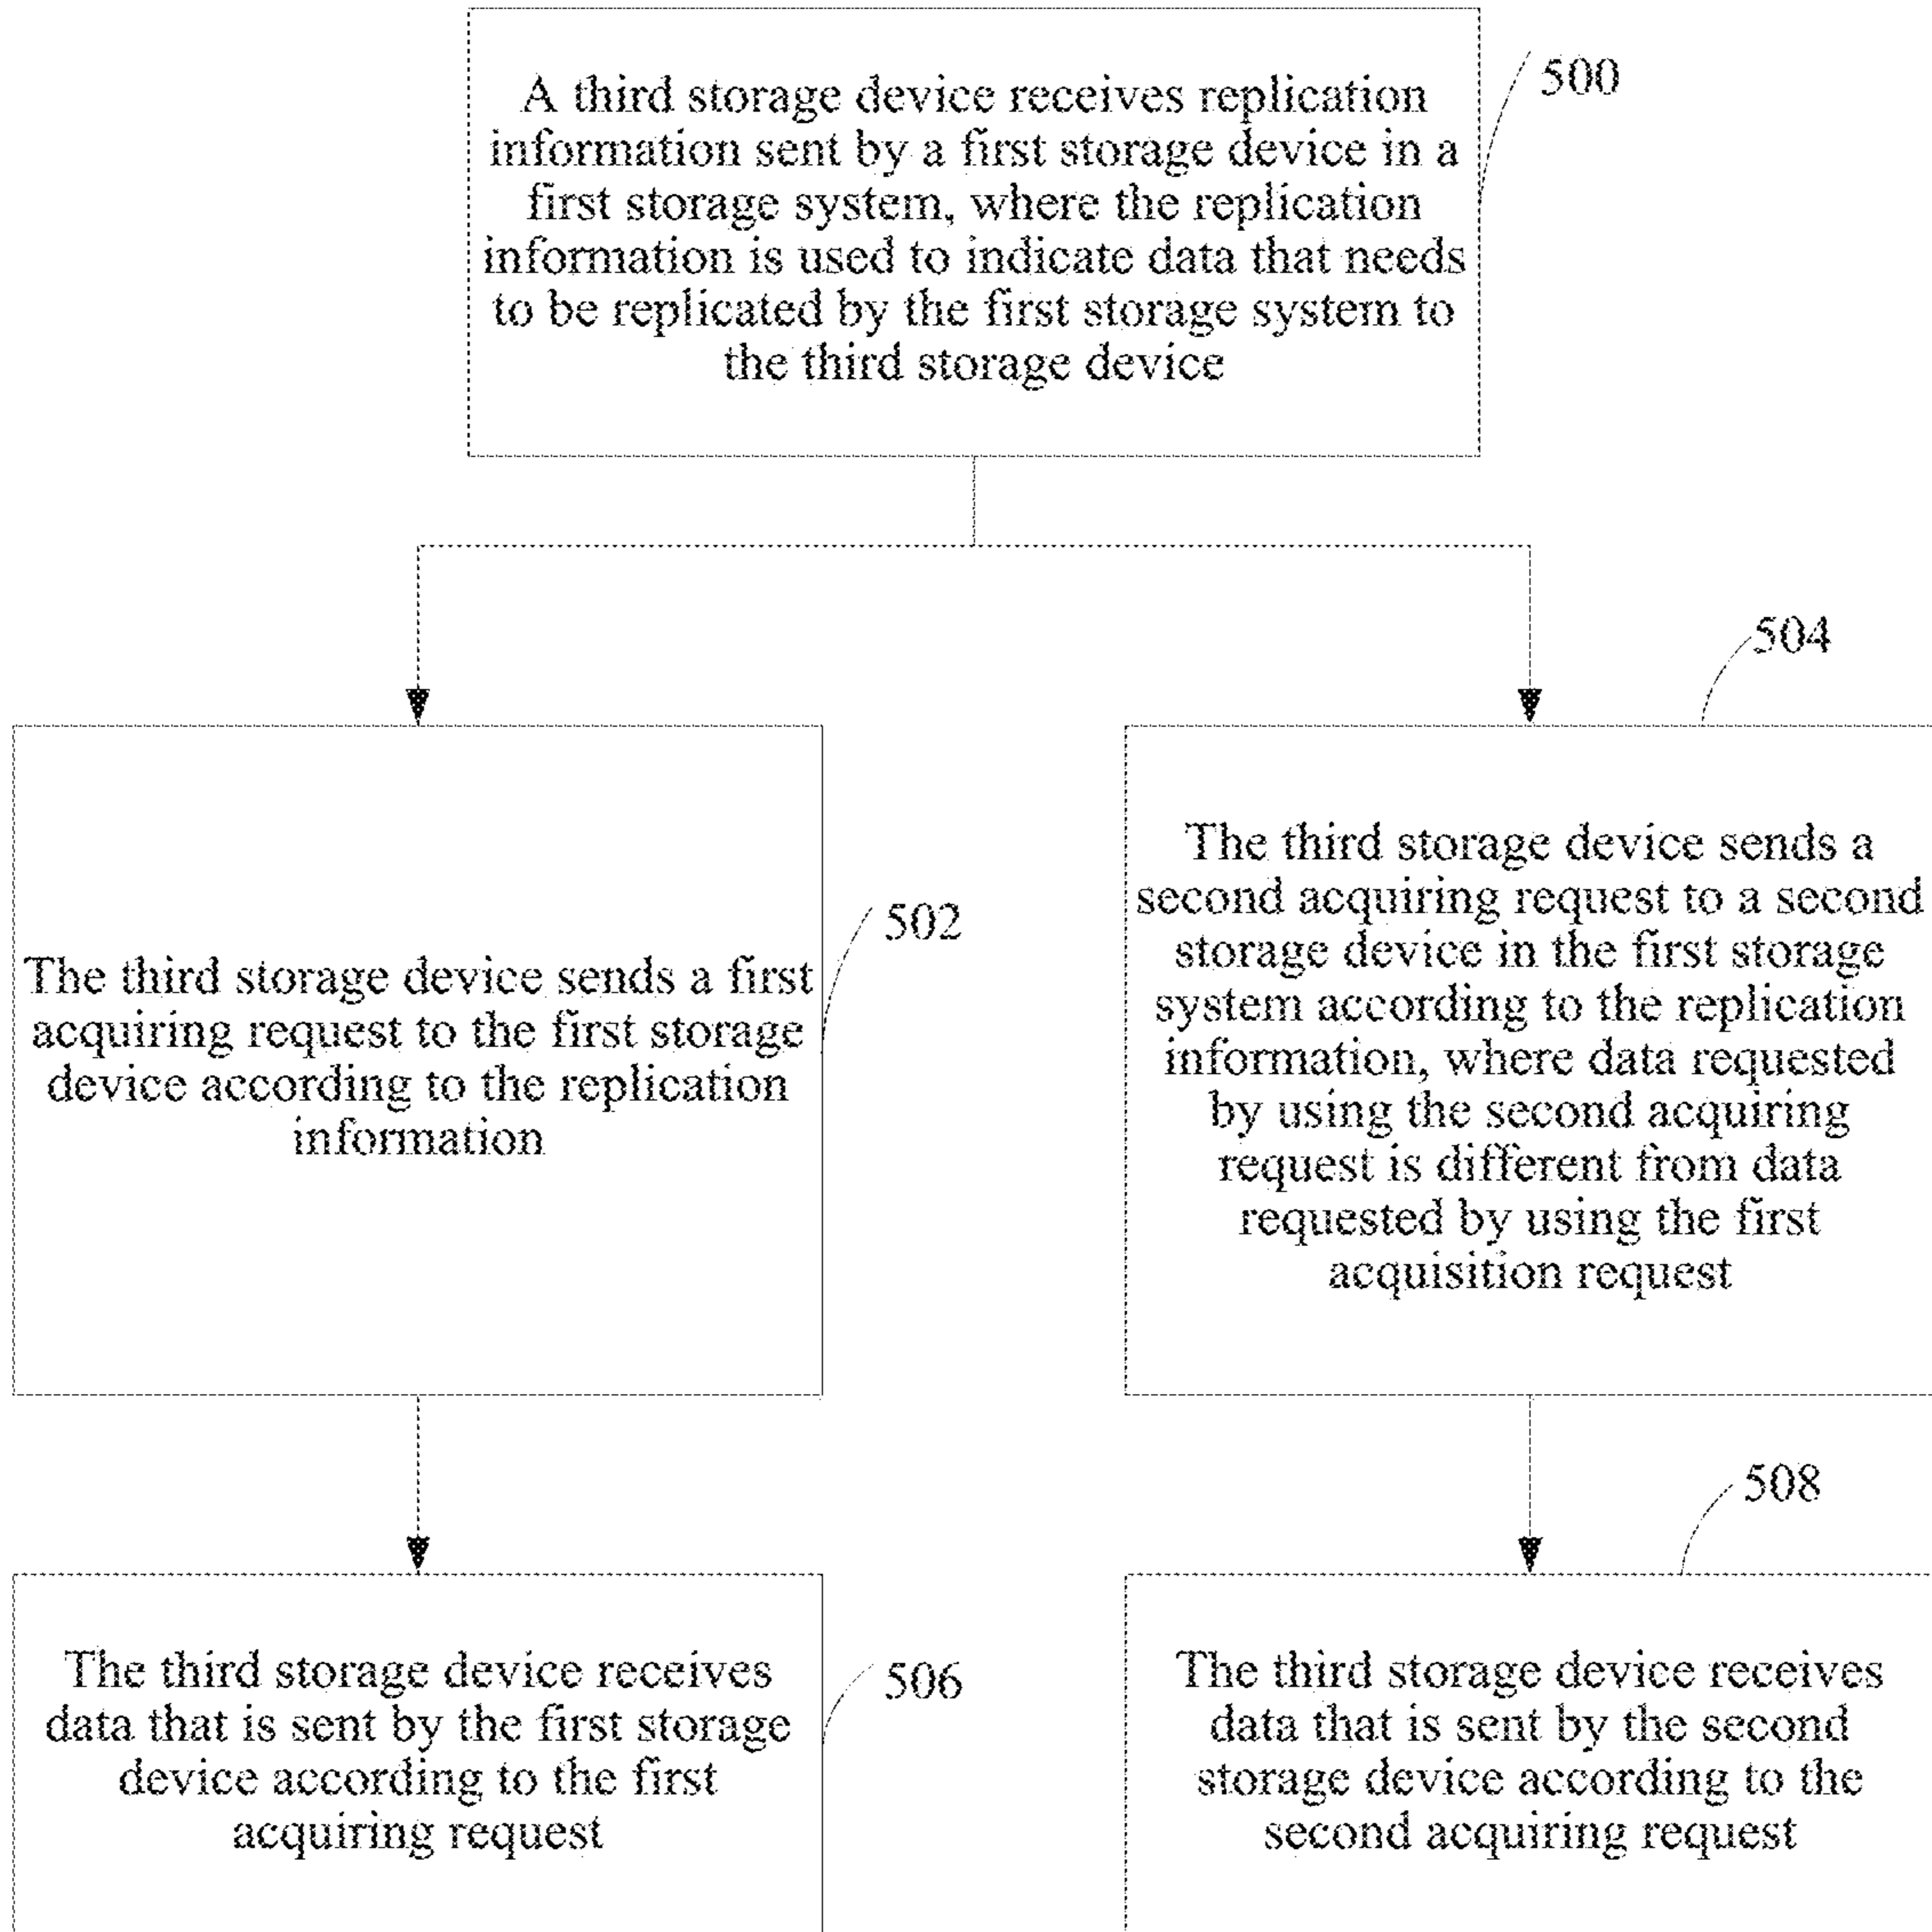 A third storage device receives replication
information sent by a first storage device in a
first storage system, where the replication
information is used to indicate data that needs
to be replicated by the first storage system to
the third storage device
500
504
The third storage device sends a first
acquiring request to the first storage
device according to the replication
information
502
The third storage device sends a
second acquiring request to a second
storage device in the first storage
system according to the replication
information, where data requested
by using the second acquiring
request is different from data
requested by using the first
acquisition request
508
The third storage device receives
data that is sent by the first storage
device according to the first
acquiring request
506
The third storage device receives
data that is sent by the second
storage device according to the
second acquiring request